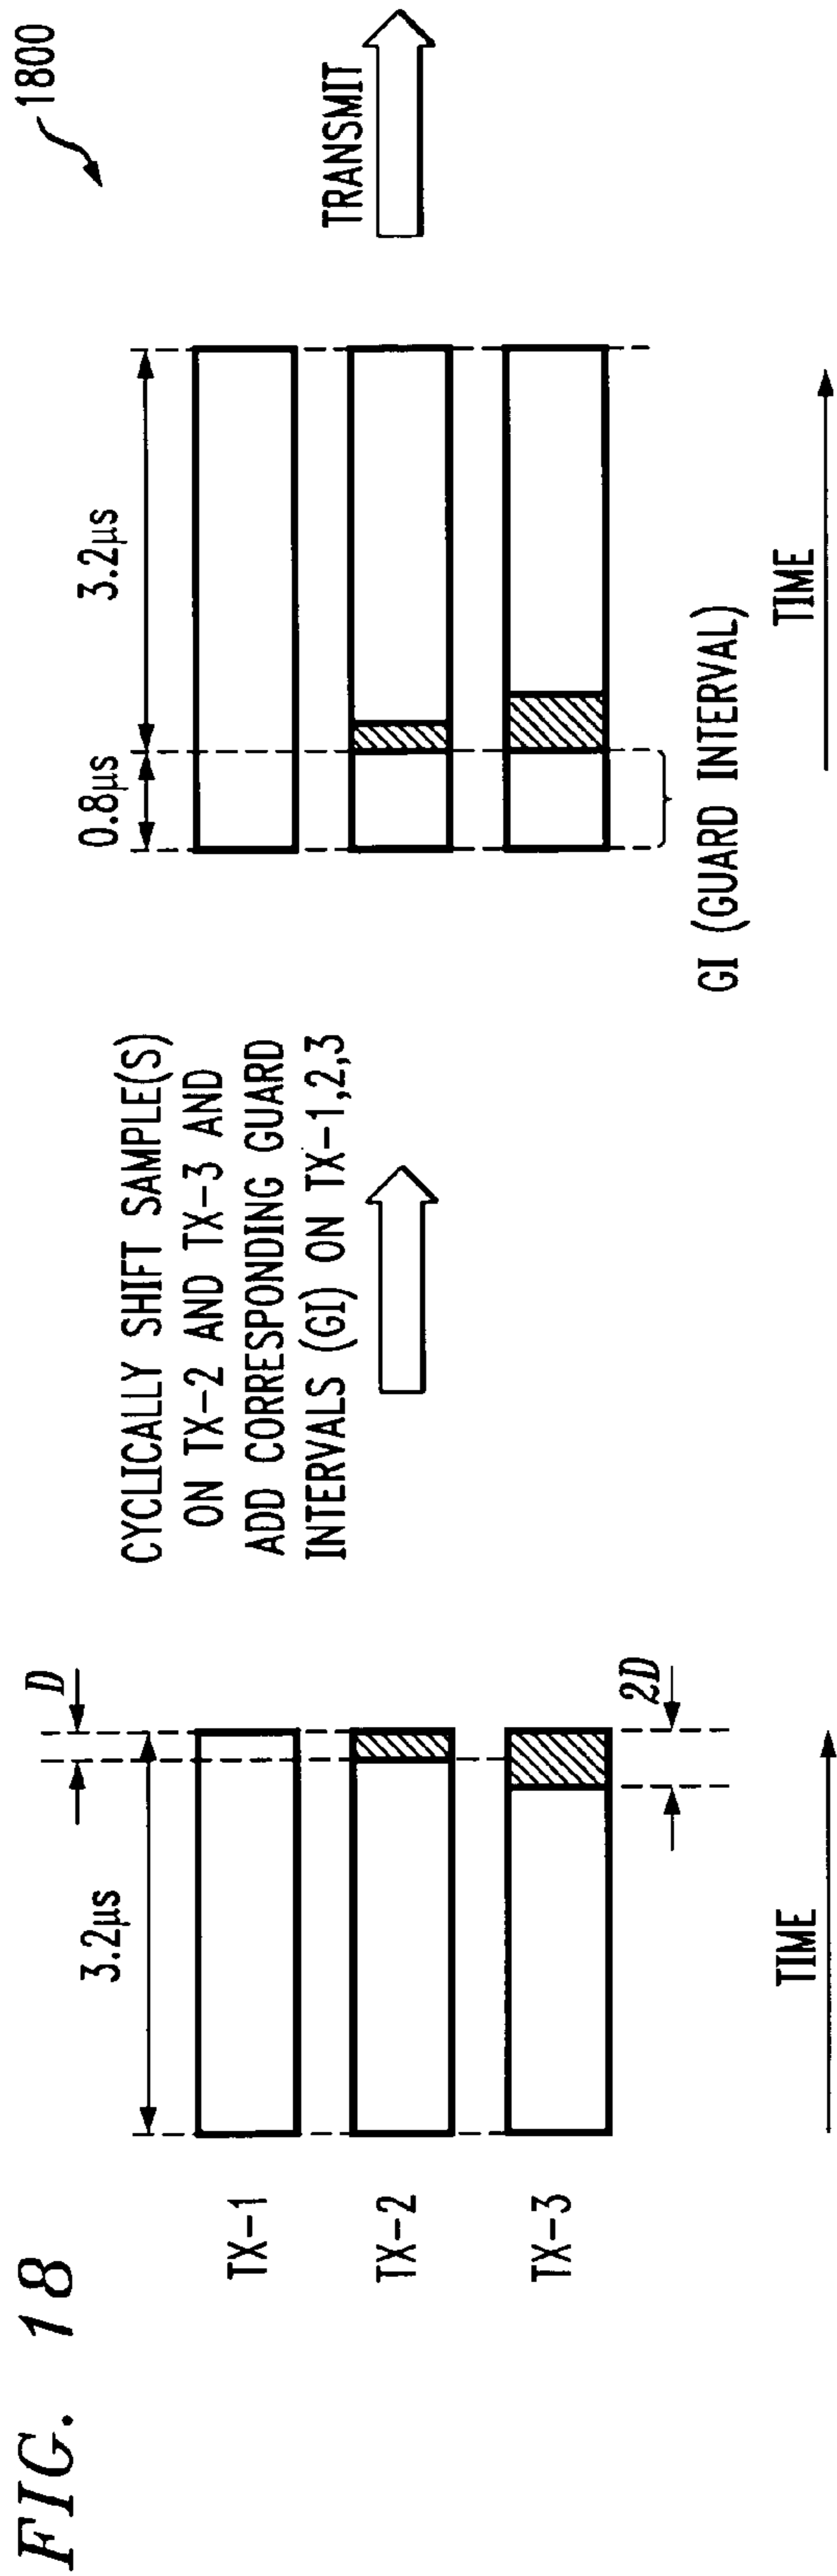 FIG. 18
1800
3.2µs
D
TX-1
TX-2
TX-3
2D
TIME
CYCLICALLY SHIFT SAMPLE(S)
ON TX-2 AND TX-3 AND
ADD CORRESPONDING GUARD
INTERVALS (GI) ON TX-1,2,3
0.8µs
3.2µs
GI (GUARD INTERVAL)
TIME
TRANSMIT